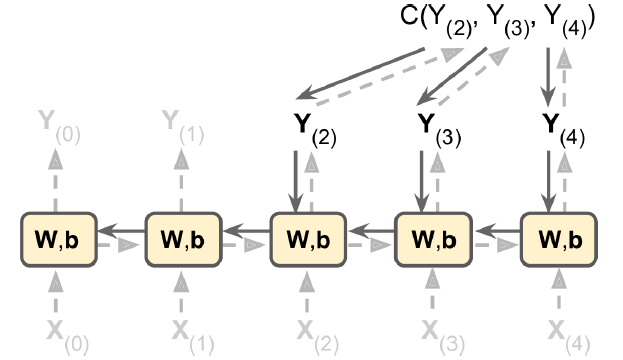 C(Y(2), Y(3), Y(4))
Y(0) Y(1) Y(2) Y(3) Y(4)
W,b W,b W,b W,b W,b
X(0) X(1) X(2) X(3) X(4)